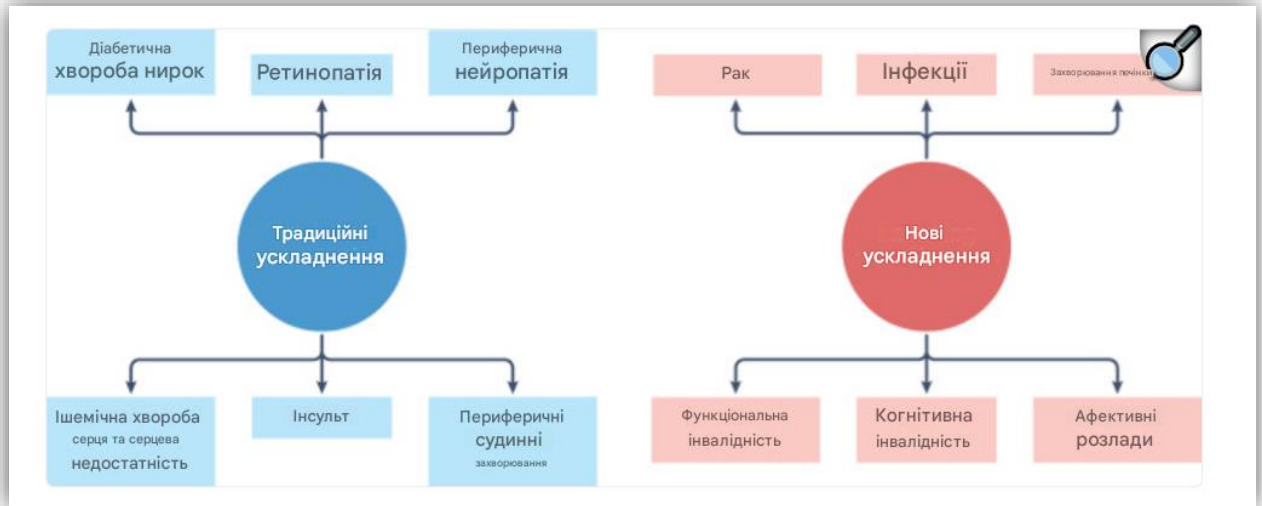 Діабетична
хвороба нирок
Ретинопатія
Периферична
нейропатія
Рак
Інфекції
Захворювання печінки
Традиційні
ускладнення
Нові
ускладнення
Ішемічна хвороба
серця та серцева
недостатність
Інсульт
Периферичні
судинні
захворювання
Функціональна
інвалідність
Когнітивна
інвалідність
Афективні
розлади